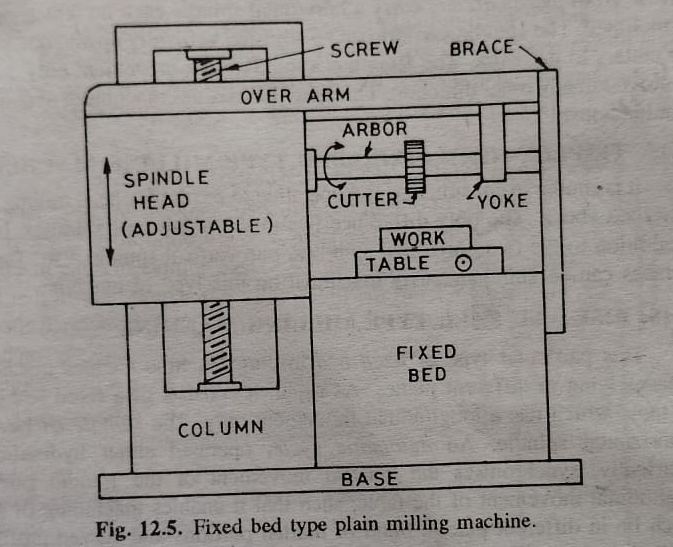 SCREW
BRACE
OVER ARM
ARBOR
SPINDLE
HEAD
(ADJUSTABLE)
CUTTER
YOKE
WORK
TABLE
FIXED
BED
COLUMN
BASE
Fig. 12.5. Fixed bed type plain milling machine.